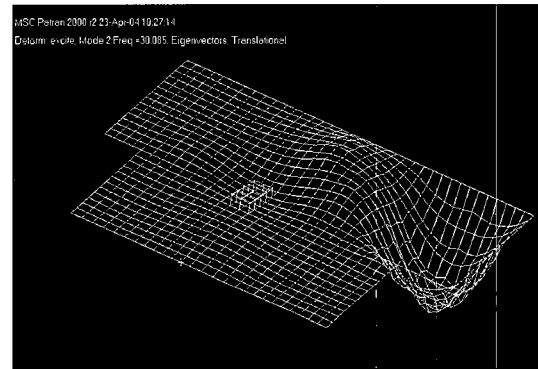 MSC Patran 2000 r2 23-Apr-04 10:27:14
Deform: excite, Mode 2:Freq.=30.085, Eigenvectors, Translational